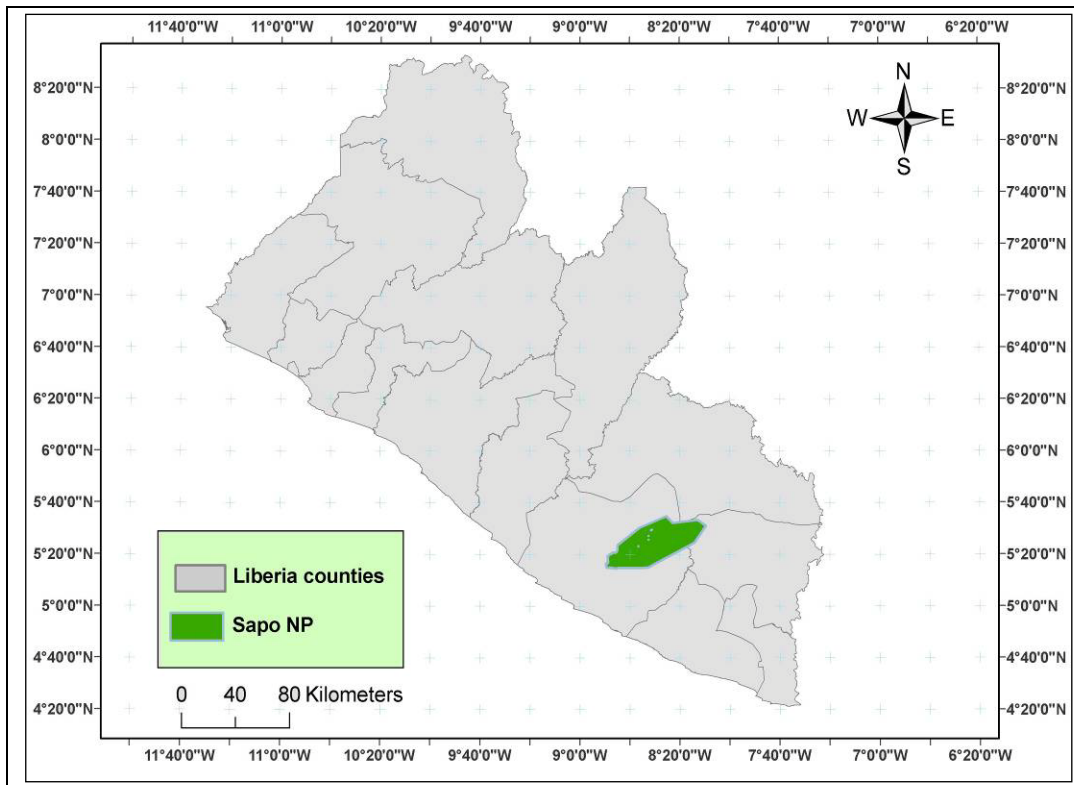 11°40'0"W 11°0'0"W 10°20'0"W 9°40'0"W 9°0'0"W 8°20'0"W 7°40'0"W 7°0'0"W 6°20'0"W
N
W E
S
8°20'0"N 8°20'0"N
8°0'0"N 8°0'0"N
7°40'0"N 7°40'0"N
7°20'0"N 7°20'0"N
7°0'0"N 7°0'0"N
6°40'0"N 6°40'0"N
6°20'0"N 6°20'0"N
6°0'0"N 6°0'0"N
5°40'0"N 5°40'0"N
5°20'0"N 5°20'0"N
5°0'0"N 5°0'0"N
4°40'0"N 4°40'0"N
4°20'0"N 4°20'0"N
Liberia counties
Sapo NP
0 40 80 Kilometers
11°40'0"W 11°0'0"W 10°20'0"W 9°40'0"W 9°0'0"W 8°20'0"W 7°40'0"W 7°0'0"W 6°20'0"W